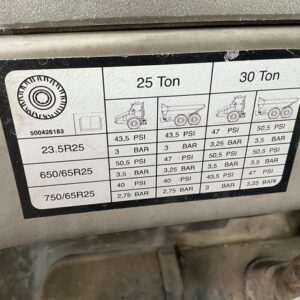 25 Ton 30 Ton
500426183
43,5 PSI 43,5 PSI 47 PSI 50,5 PSI
23.5R25 3 BAR 3 BAR 3,25 BAR 3,5 BAR
50,5 PSI 47 PSI 50,5 PSI 50,5 PSI
650/65R25 3,5 BAR 3,25 BAR 3,5 BAR 3,5 BAR
40 PSI 40 PSI 43,5 PSI 47 PSI
750/65R25 2,75 BAR 2,75 BAR 3 BAR 3,25 BAR